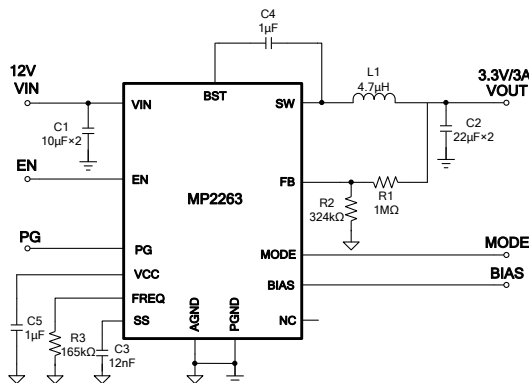 C4
1µF
12V
VIN
L1
4.7µH
3.3V/3A
VOUT
VIN
BST
SW
C1
10µF×2
C2
22µF×2
EN
EN
FB
R2
324kΩ
R1
1MΩ
MP2263
PG
PG
MODE
MODE
VCC
BIAS
BIAS
FREQ
C5
1µF
R3
165kΩ
SS
C3
12nF
AGND
PGND
NC